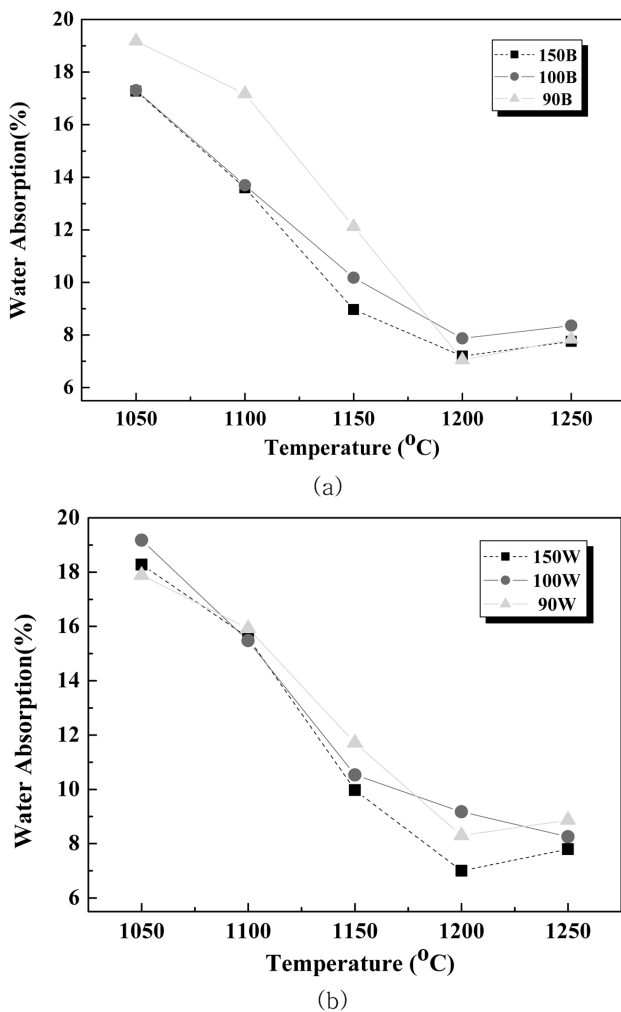 20
18
16
14
12
10
8
6
Water Absorption(%)
150B
100B
90B
1050 1100 1150 1200 1250
Temperature (°C)
(a)
20
18
16
14
12
10
8
6
Water Absorption(%)
150W
100W
90W
1050 1100 1150 1200 1250
Temperature (°C)
(b)